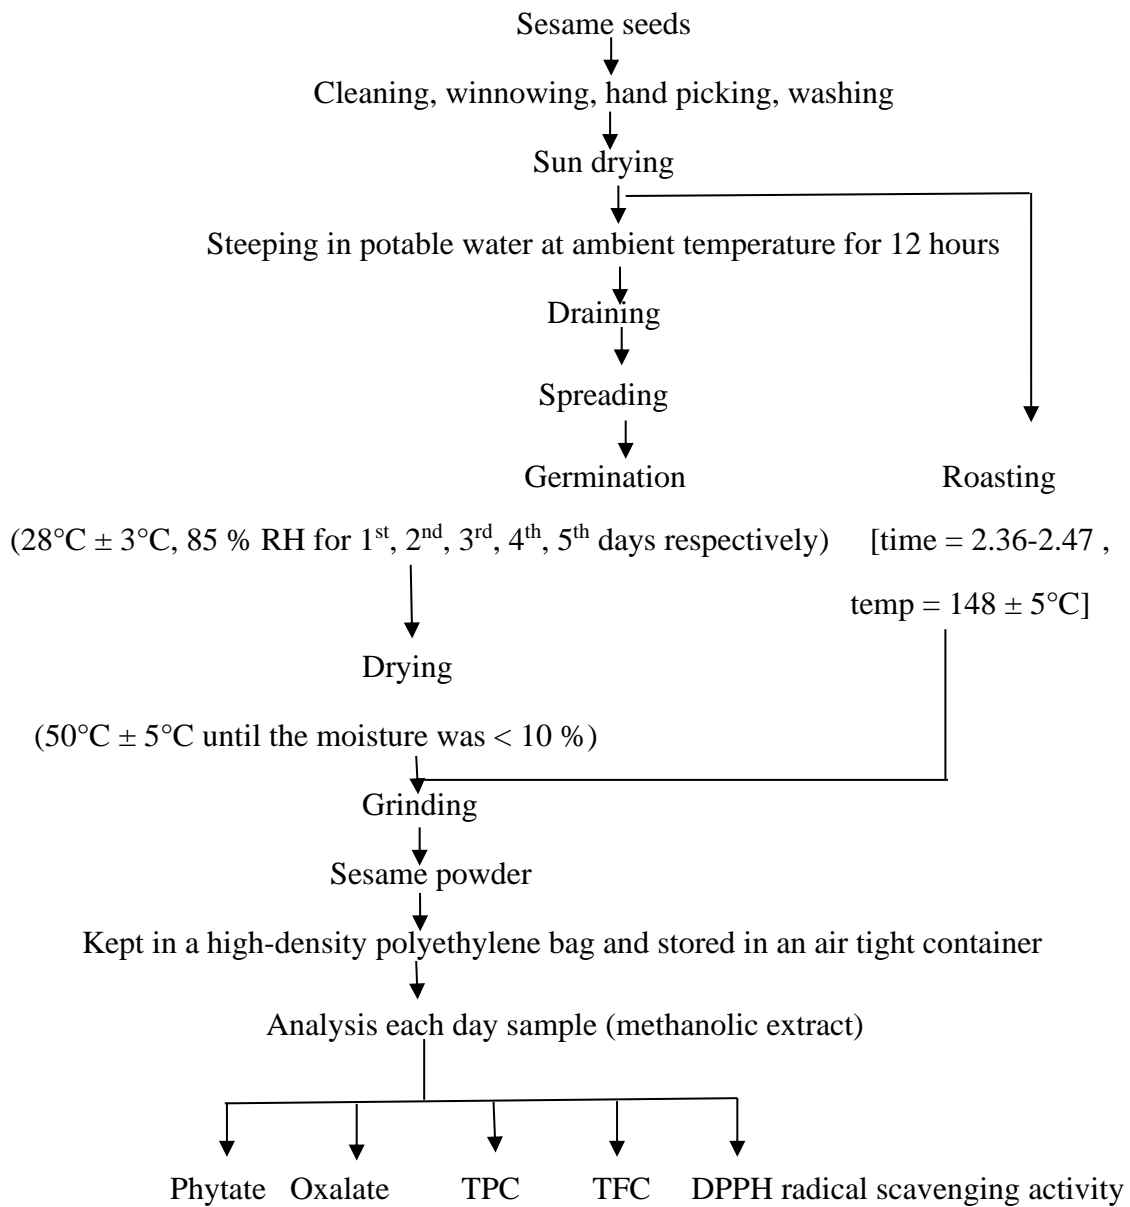 Sesame seeds
Cleaning, winnowing, hand picking, washing
Sun drying
Steeping in potable water at ambient temperature for 12 hours
Draining
Spreading
Germination
Roasting
(28°C ± 3°C, 85 % RH for 1st, 2nd, 3rd, 4th, 5th days respectively)
[time = 2.36-2.47 ,
temp = 148 ± 5°C]
Drying
(50°C ± 5°C until the moisture was < 10 %)
Grinding
Sesame powder
Kept in a high-density polyethylene bag and stored in an air tight container
Analysis each day sample (methanolic extract)
Phytate Oxalate TPC TFC DPPH radical scavenging activity